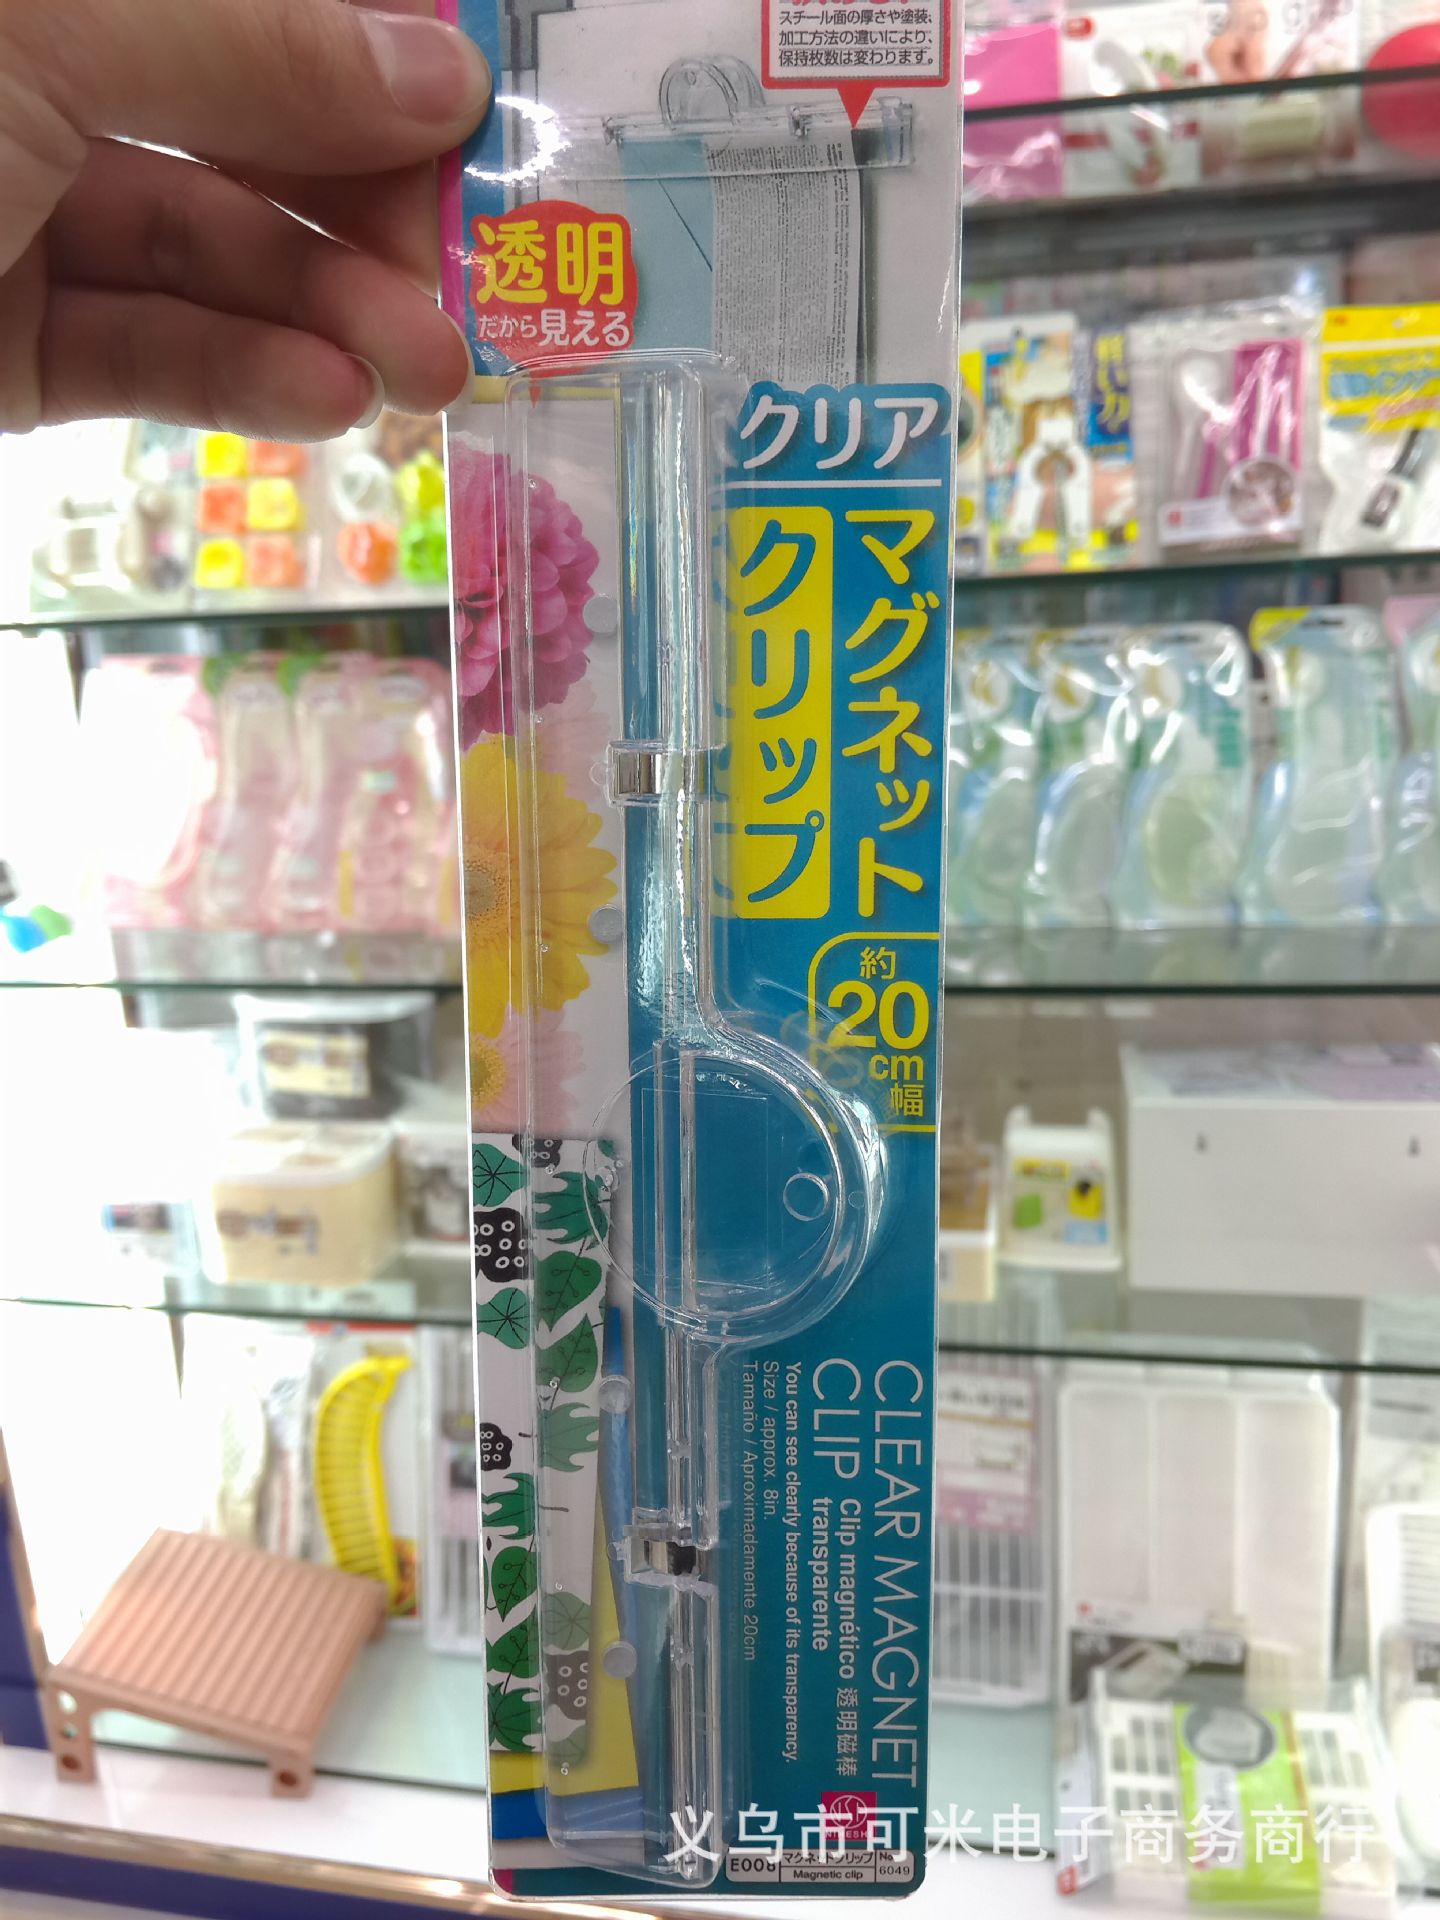 スチール面の厚さや塗装、
加工方法の違いにより、
保持枚数は変わります。
透明
だから見える
クリア
マグネット
クリップ
約
20
cm
幅
CLEAR MAGNET
CLIP Clip magnético 透明磁棒
transparente
You can see clearly because of its transparency.
Size / approx. 8in.
Tamaño / Aproximadamente 20cm
E008
マグネットクリップ
Magnetic clip
No.
6049
义乌市可米电子商务商行